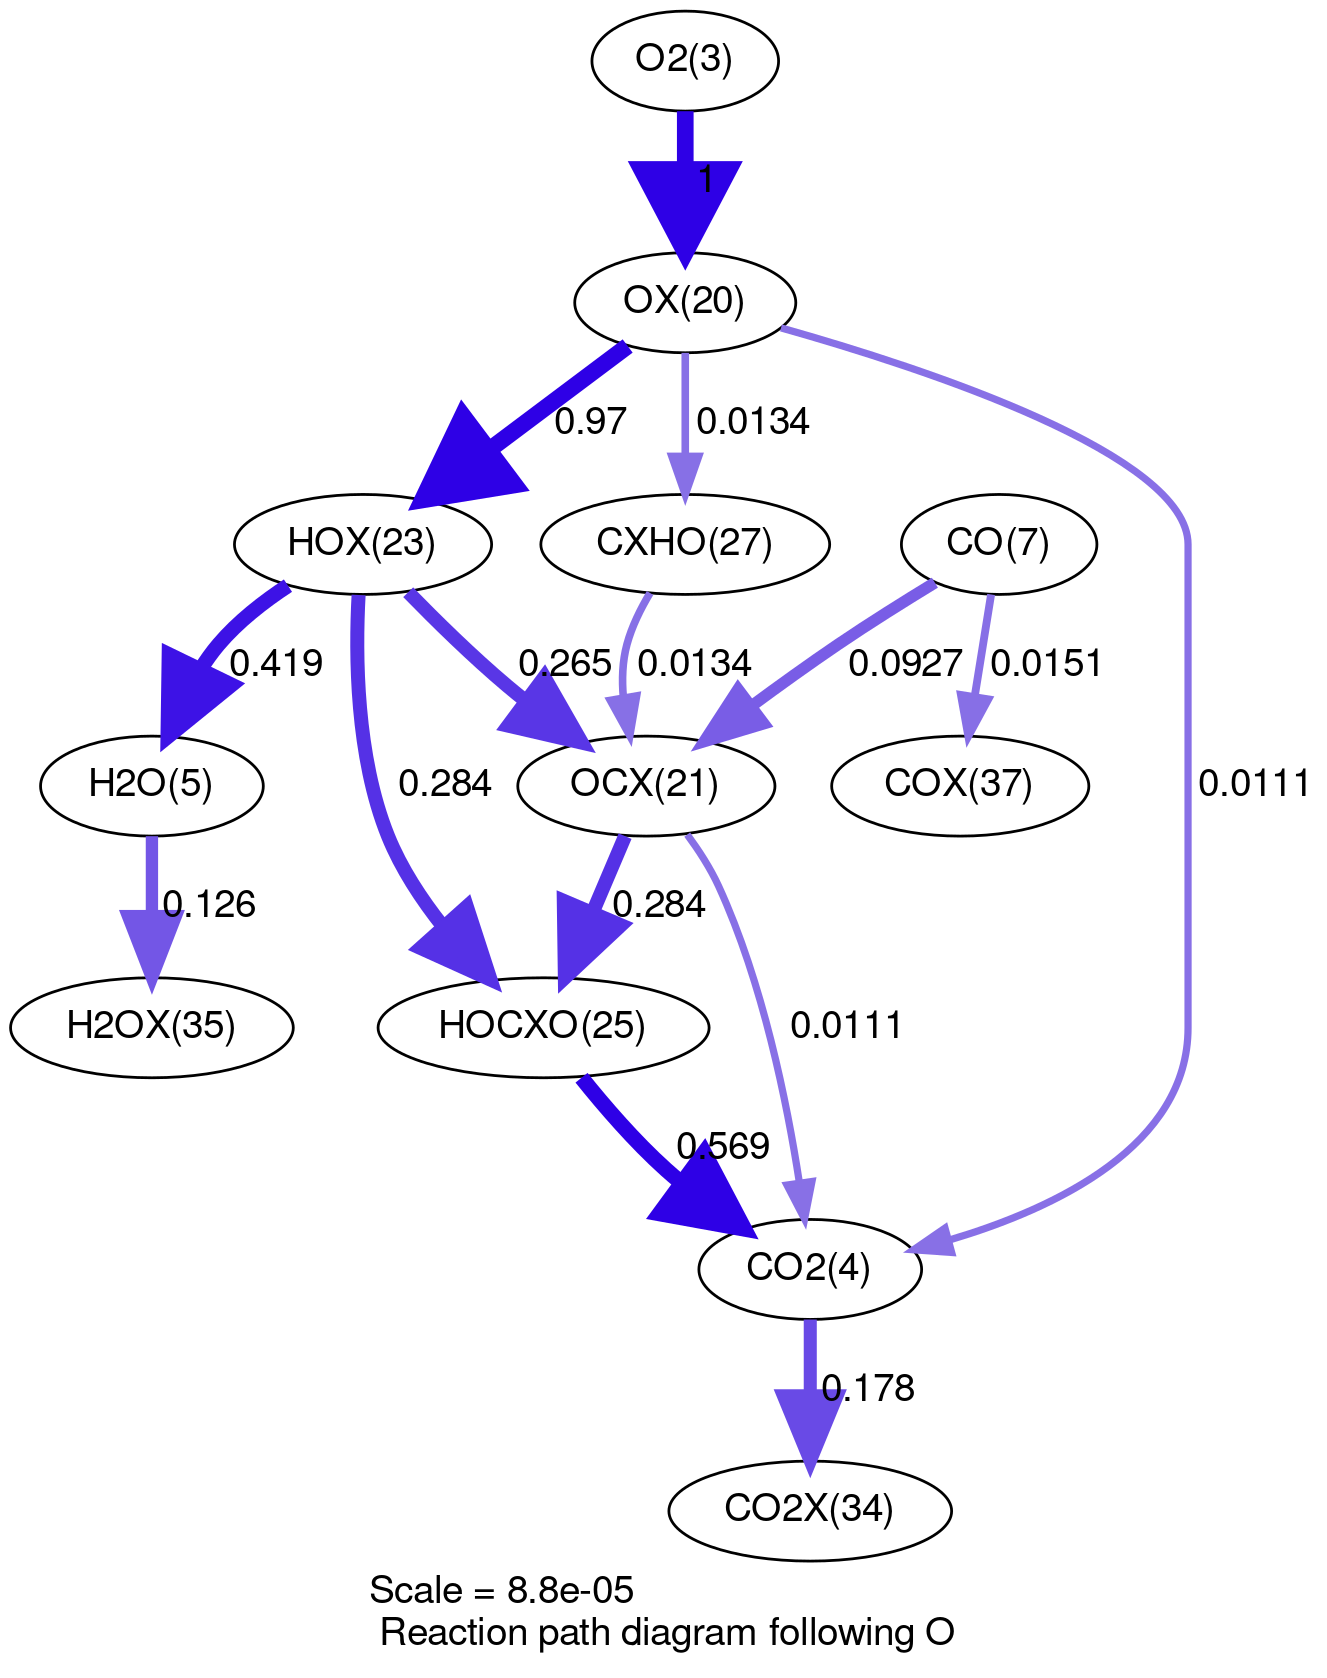 O2(3)
1
OX(20)
0.97
0.0134
HOX(23)
CXHO(27)
CO(7)
0.419
0.265
0.0134
0.0927
0.0151
H2O(5)
0.284
OCX(21)
COX(37)
0.0111
0.126
0.284
H2OX(35)
HOCXO(25)
0.0111
0.569
CO2(4)
0.178
CO2X(34)
Scale = 8.8e-05
Reaction path diagram following O